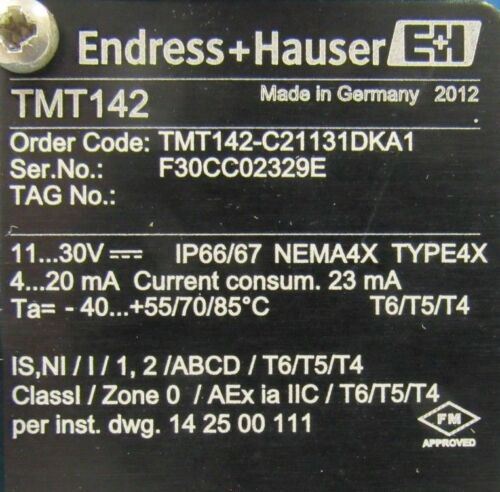 Endress+Hauser E+H
TMT142 Made in Germany 2012
Order Code: TMT142-C21131DKA1
Ser.No.: F30CC02329E
TAG No.:
11...30V IP66/67 NEMA4X TYPE4X
4...20 mA Current consum. 23 mA
Ta= - 40...+55/70/85°C T6/T5/T4
IS,NI / I / 1, 2 /ABCD / T6/T5/T4
ClassI / Zone 0 / AEx ia IIC / T6/T5/T4
per inst. dwg. 14 25 00 111
FM
APPROVED